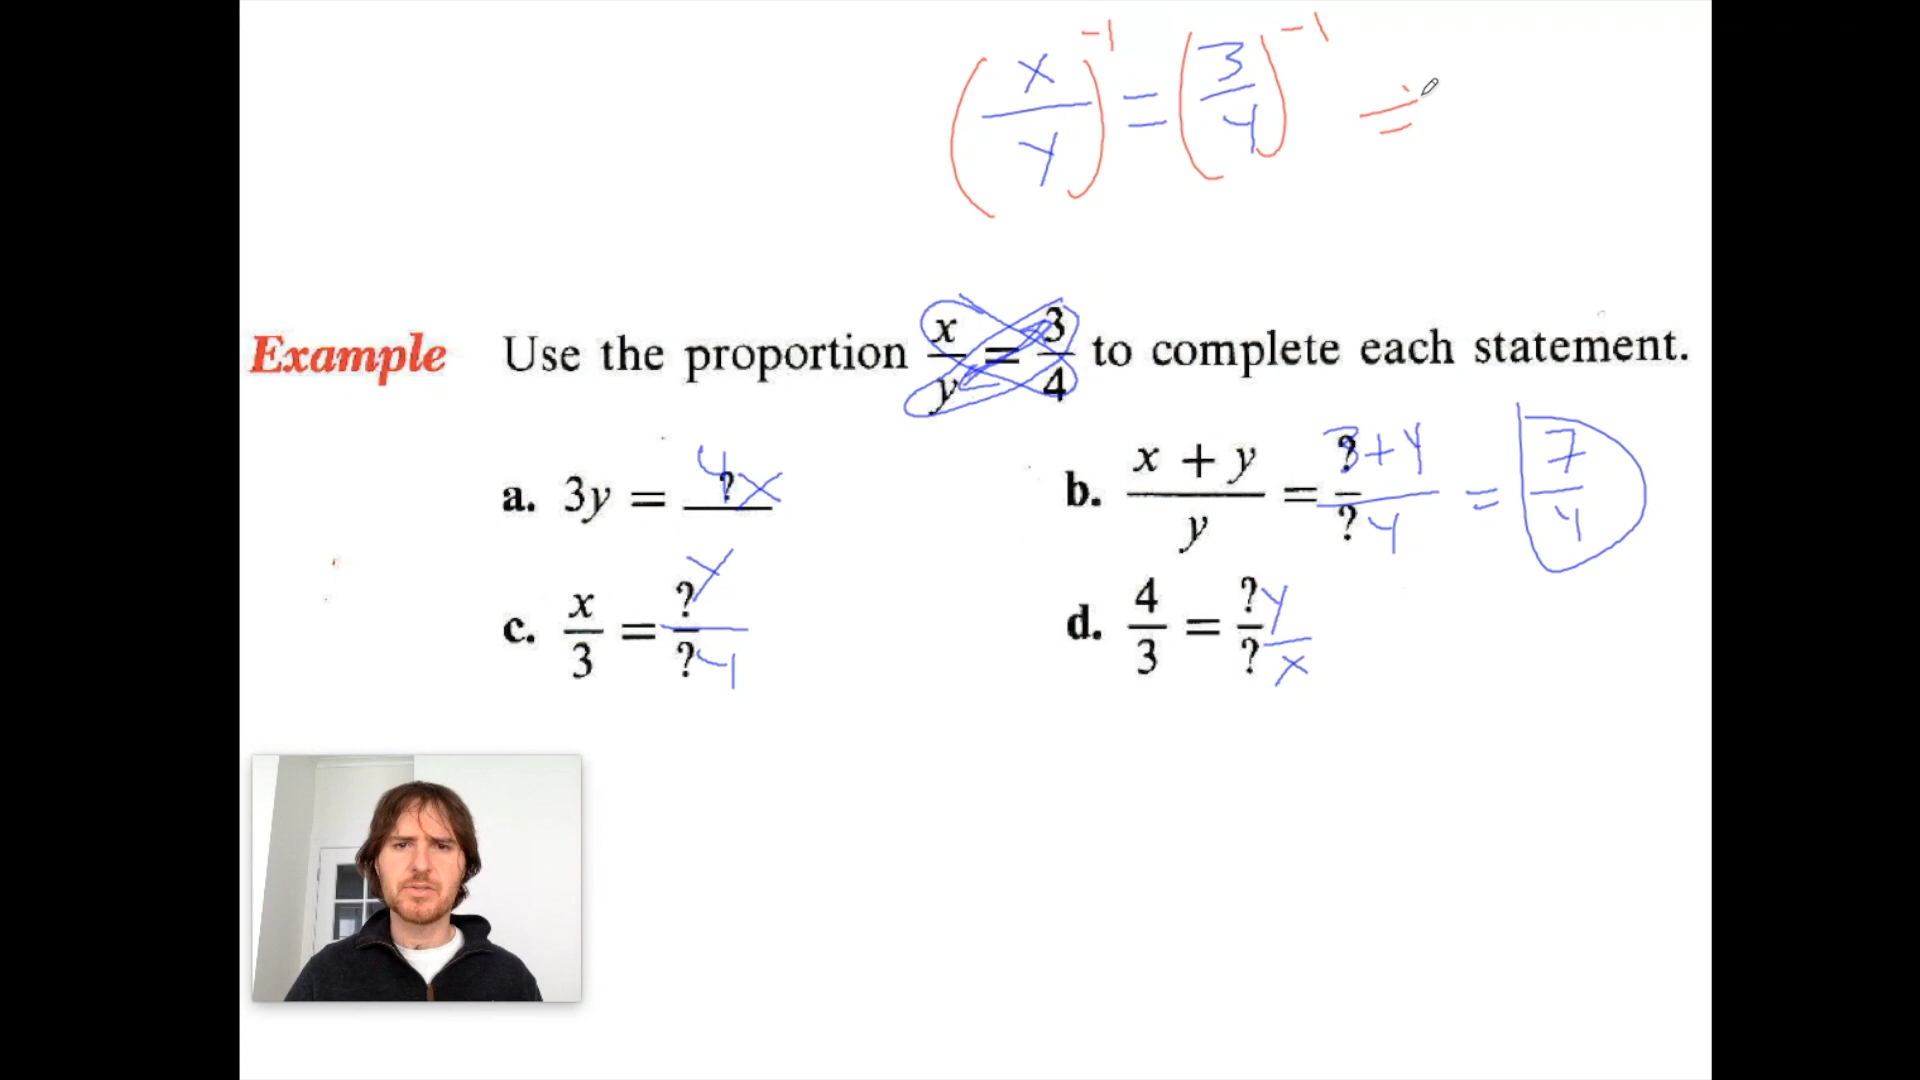 (x/y)⁻¹ = (3/4)⁻¹ =
Example Use the proportion x/y = 3/4 to complete each statement.
a. 3y = ? 4x
b. (x + y)/y = ?/? (3+4)/4 = 7/4
c. x/3 = ?/? y/4
d. 4/3 = ?/? y/x